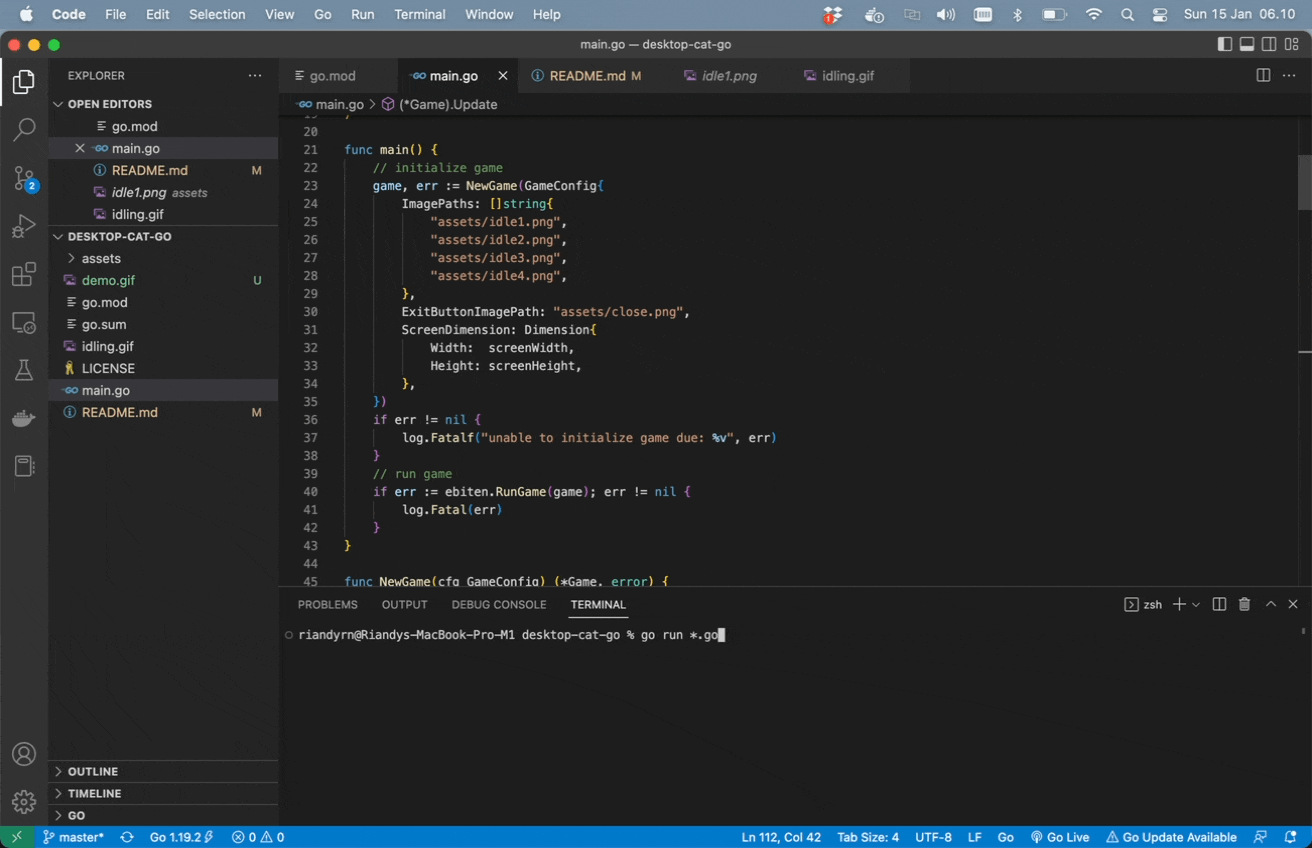 Code File Edit Selection View Go Run Terminal Window Help Sun 15 Jan 06.10
main.go — desktop-cat-go
EXPLORER
OPEN EDITORS
go.mod
main.go
README.md M
idle1.png assets
idling.gif
DESKTOP-CAT-GO
assets
demo.gif U
go.mod
go.sum
idling.gif
LICENSE
main.go
README.md M
OUTLINE
TIMELINE
GO
go.mod main.go README.md M idle1.png idling.gif
main.go > (*Game).Update
20
21 func main() {
22 // initialize game
23 game, err := NewGame(GameConfig{
24 ImagePaths: []string{
25 "assets/idle1.png",
26 "assets/idle2.png",
27 "assets/idle3.png",
28 "assets/idle4.png",
29 },
30 ExitButtonImagePath: "assets/close.png",
31 ScreenDimension: Dimension{
32 Width: screenWidth,
33 Height: screenHeight,
34 },
35 })
36 if err != nil {
37 log.Fatalf("unable to initialize game due: %v", err)
38 }
39 // run game
40 if err := ebiten.RunGame(game); err != nil {
41 log.Fatal(err)
42 }
43 }
44
45 func NewGame(cfg GameConfig) (*Game, error) {
PROBLEMS OUTPUT DEBUG CONSOLE TERMINAL zsh
riandyrn@Riandys-MacBook-Pro-M1 desktop-cat-go % go run *.go
master* Go 1.19.2 0 0 Ln 112, Col 42 Tab Size: 4 UTF-8 LF Go Go Live Go Update Available